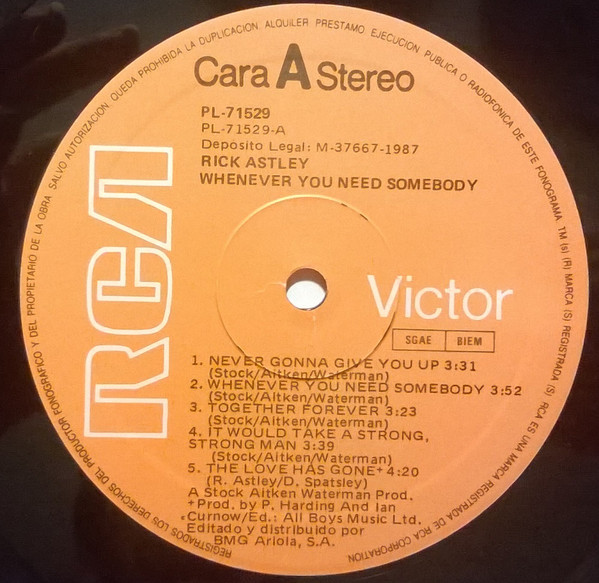 SALVO AUTORIZACION. QUEDA PROHIBIDA LA DUPLICACION. ALQUILER PRESTAMO. EJECUCION PUBLICA O RADIOFONICA DE ESTE FONOGRAMA. TM (s) (R) MARCA (S) REGISTRADA (S) RCA ES UNA MARCA REGISTRADA DE RCA CORPORATION.
Cara A Stereo
PL-71529
PL-71529-A
Deposito Legal: M-37667-1987
RICK ASTLEY
WHENEVER YOU NEED SOMEBODY
RCA
Victor
SGAE BIEM
1. NEVER GONNA GIVE YOU UP 3:31
(Stock/Aitken/Waterman)
2. WHENEVER YOU NEED SOMEBODY 3:52
(Stock/Aitken/Waterman)
3. TOGETHER FOREVER 3:23
(Stock/Aitken/Waterman)
4. IT WOULD TAKE A STRONG,
STRONG MAN 3:39
(Stock/Aitken/Waterman)
5. THE LOVE HAS GONE+ 4:20
(R. Astley/D. Spatsley)
A Stock Aitken Waterman Prod.
+Prod. by P. Harding And Ian
Curnow/Ed.: All Boys Music Ltd.
Editado y distribuido por
BMG Ariola, S.A.
REGISTRADOS LOS DERECHOS DEL PRODUCTOR FONOGRAFICO Y DEL PROPIETARIO DE LA OBRA.